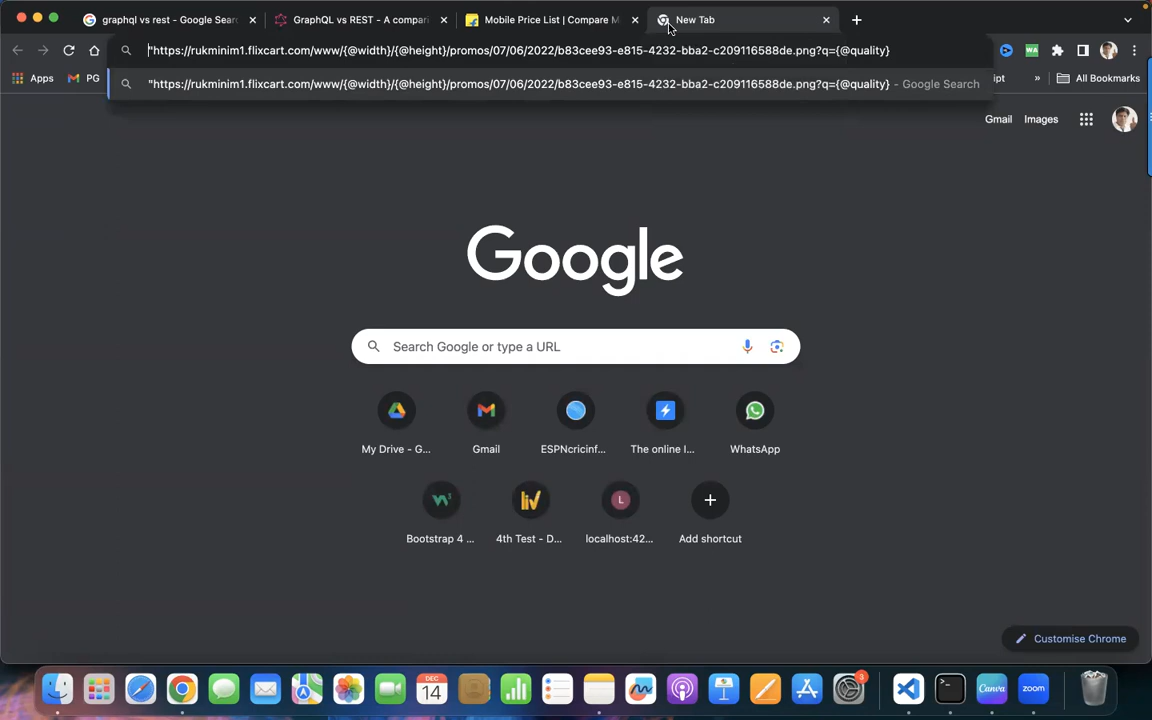 graphql vs rest - Google Sear
GraphQL vs REST - A compari
Mobile Price List | Compare M
New Tab
"https://rukminim1.flixcart.com/www/{@width}/{@height}/promos/07/06/2022/b83cee93-e815-4232-bba2-c209116588de.png?q={@quality}
Apps
PG
"https://rukminim1.flixcart.com/www/{@width}/{@height}/promos/07/06/2022/b83cee93-e815-4232-bba2-c209116588de.png?q={@quality} - Google Search
ipt
»
All Bookmarks
Gmail
Images
Google
Search Google or type a URL
My Drive - G...
Gmail
ESPNcricinf...
The online I...
WhatsApp
Bootstrap 4 ...
4th Test - D...
L
localhost:42...
Add shortcut
Customise Chrome
DEC
14
3
Canva
zoom